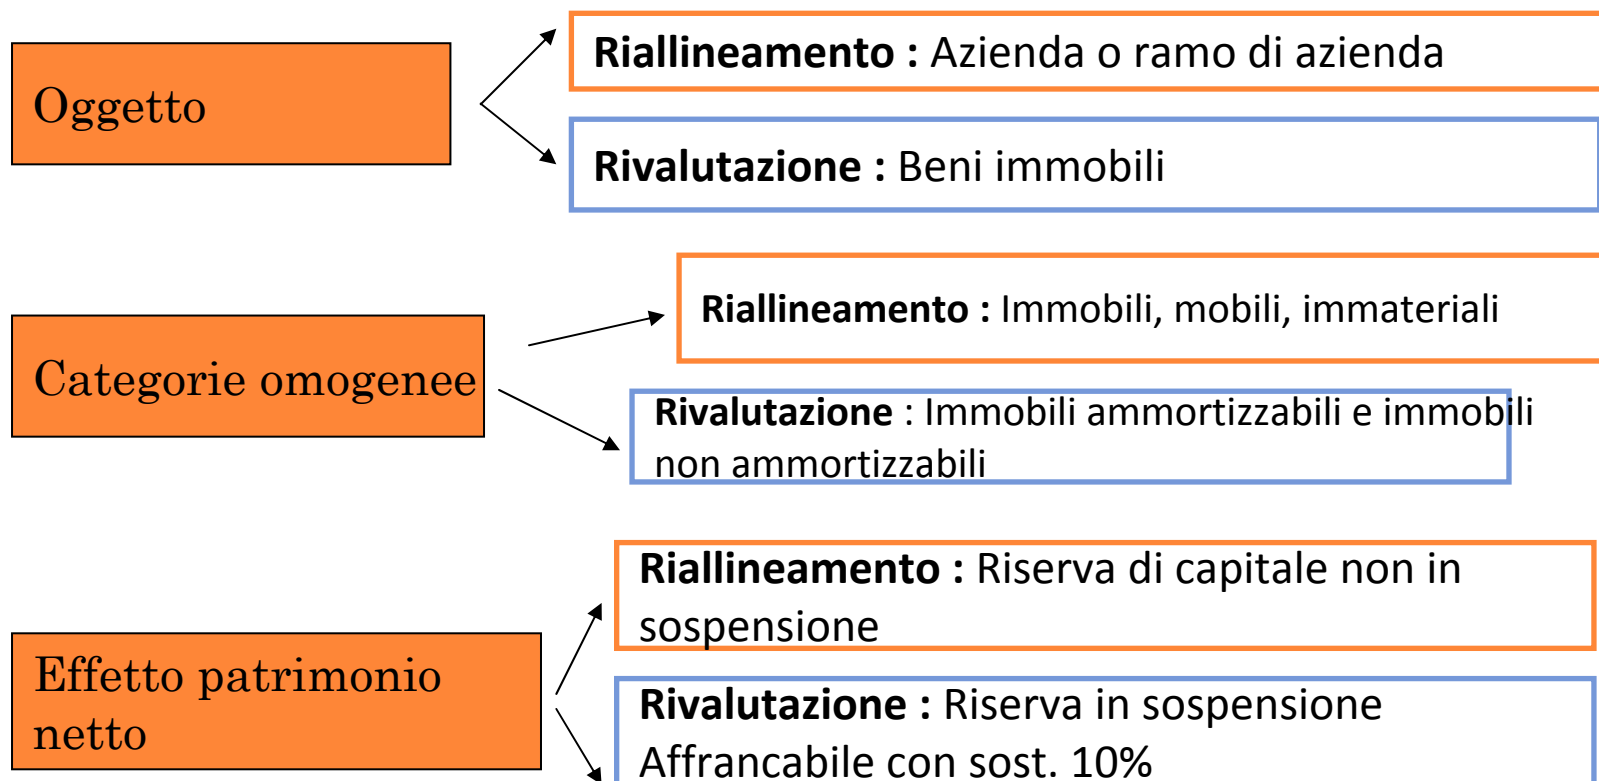 Oggetto
Riallineamento : Azienda o ramo di azienda
Rivalutazione : Beni immobili
Categorie omogenee
Riallineamento : Immobili, mobili, immateriali
Rivalutazione : Immobili ammortizzabili e immobili
non ammortizzabili
Effetto patrimonio
netto
Riallineamento : Riserva di capitale non in
sospensione
Rivalutazione : Riserva in sospensione
Affrancabile con sost. 10%